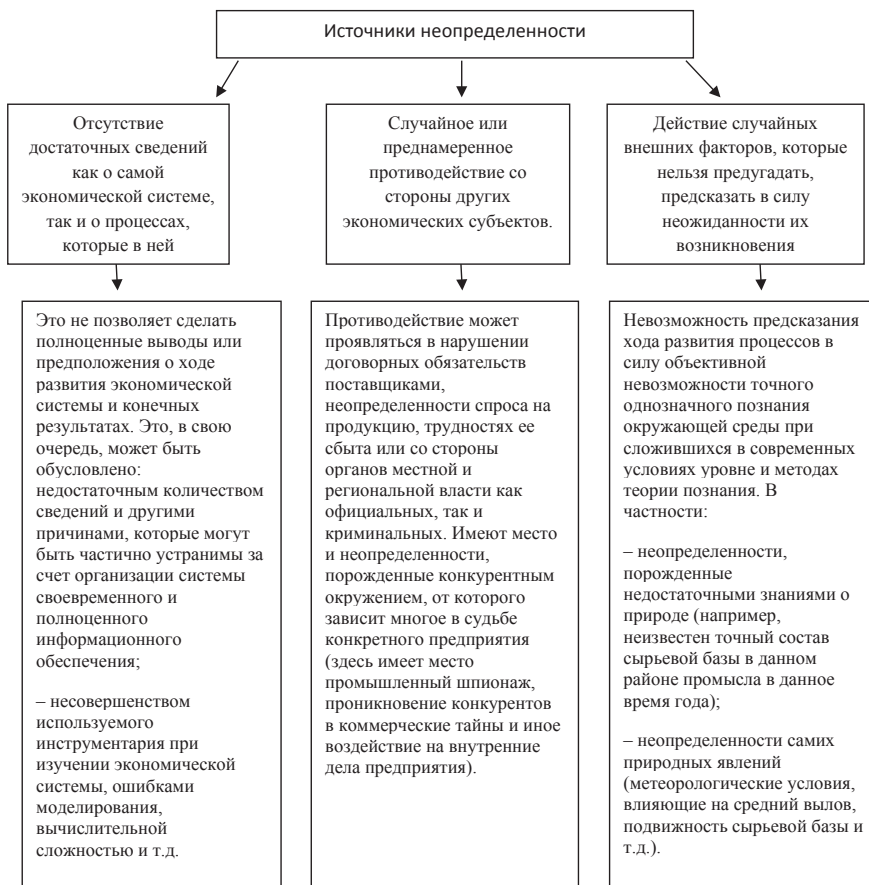 Источники неопределенности
Отсутствие
достаточных сведений
как о самой
экономической системе,
так и о процессах,
которые в ней
Случайное или
преднамеренное
противодействие со
стороны других
экономических субъектов.
Действие случайных
внешних факторов, которые
нельзя предугадать,
предсказать в силу
неожиданности их
возникновения
Это не позволяет сделать
полноценные выводы или
предположения о ходе
развития экономической
системы и конечных
результатах. Это, в свою
очередь, может быть
обусловлено:
недостаточным количеством
сведений и другими
причинами, которые могут
быть частично устранимы за
счет организации системы
своевременного и
полноценного
информационного
обеспечения;
– несовершенством
используемого
инструментария при
изучении экономической
системы, ошибками
моделирования,
вычислительной
сложностью и т.д.
Противодействие может
проявляться в нарушении
договорных обязательств
поставщиками,
неопределенности спроса на
продукцию, трудностях ее
сбыта или со стороны
органов местной и
региональной власти как
официальных, так и
криминальных. Имеют место
и неопределенности,
порожденные конкурентным
окружением, от которого
зависит многое в судьбе
конкретного предприятия
(здесь имеет место
промышленный шпионаж,
проникновение конкурентов
в коммерческие тайны и иное
воздействие на внутренние
дела предприятия).
Невозможность предсказания
хода развития процессов в
силу объективной
невозможности точного
однозначного познания
окружающей среды при
сложившихся в современных
условиях уровне и методах
теории познания. В
частности:
– неопределенности,
порожденные
недостаточными знаниями о
природе (например,
неизвестен точный состав
сырьевой базы в данном
районе промысла в данное
время года);
– неопределенности самих
природных явлений
(метеорологические условия,
влияющие на средний вылов,
подвижность сырьевой базы и
т.д.).